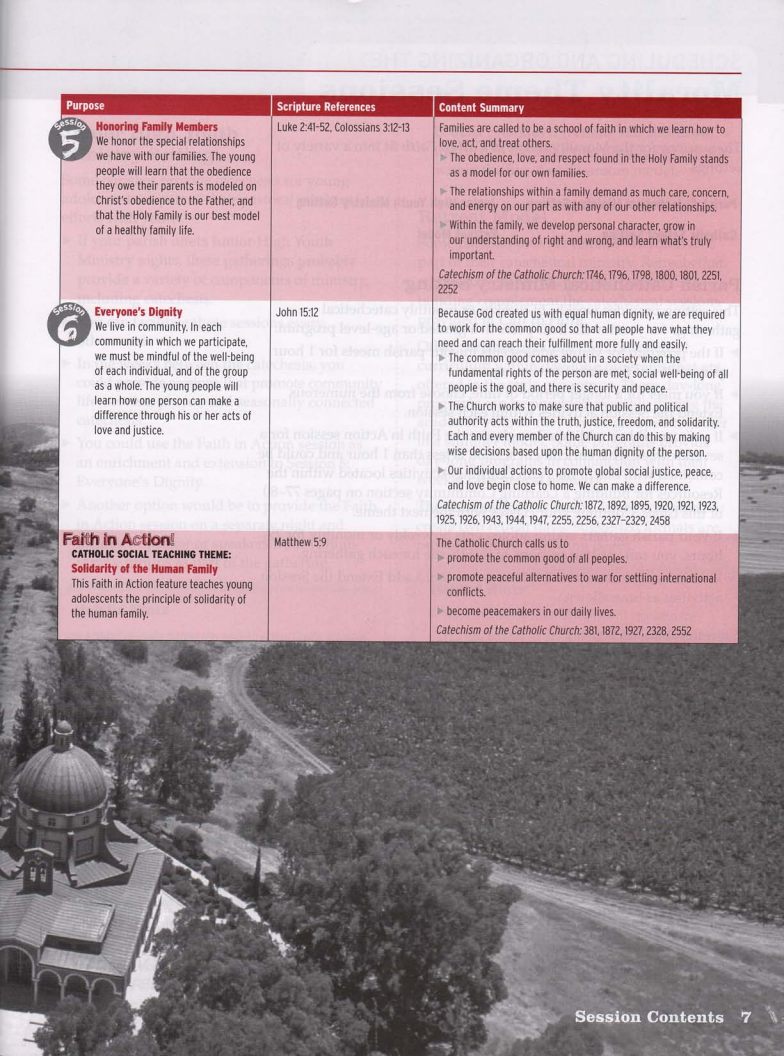 Purpose
Scripture References
Content Summary
Session
5
Honoring Family Members
We honor the special relationships
we have with our families. The young
people will learn that the obedience
they owe their parents is modeled on
Christ's obedience to the Father, and
that the Holy Family is our best model
of a healthy family life.
Luke 2:41–52, Colossians 3:12–13
Families are called to be a school of faith in which we learn how to
love, act, and treat others.
The obedience, love, and respect found in the Holy Family stands
as a model for our own families.
The relationships within a family demand as much care, concern,
and energy on our part as with any of our other relationships.
Within the family, we develop personal character, grow in
our understanding of right and wrong, and learn what's truly
important.
Catechism of the Catholic Church: 1746, 1796, 1798, 1800, 1801, 2251,
2252
Session
6
Everyone's Dignity
We live in community. In each
community in which we participate,
we must be mindful of the well-being
of each individual, and of the group
as a whole. The young people will
learn how one person can make a
difference through his or her acts of
love and justice.
John 15:12
Because God created us with equal human dignity, we are required
to work for the common good so that all people have what they
need and can reach their fulfillment more fully and easily.
The common good comes about in a society when the
fundamental rights of the person are met, social well-being of all
people is the goal, and there is security and peace.
The Church works to make sure that public and political
authority acts within the truth, justice, freedom, and solidarity.
Each and every member of the Church can do this by making
wise decisions based upon the human dignity of the person.
Our individual actions to promote global social justice, peace,
and love begin close to home. We can make a difference.
Catechism of the Catholic Church: 1872, 1892, 1895, 1920, 1921, 1923,
1925, 1926, 1943, 1944, 1947, 2255, 2256, 2327–2329, 2458
Faith in Action!
CATHOLIC SOCIAL TEACHING THEME:
Solidarity of the Human Family
This Faith in Action feature teaches young
adolescents the principle of solidarity of
the human family.
Matthew 5:9
The Catholic Church calls us to
promote the common good of all peoples.
promote peaceful alternatives to war for settling international
conflicts.
become peacemakers in our daily lives.
Catechism of the Catholic Church: 381, 1872, 1927, 2328, 2552
Session Contents 7